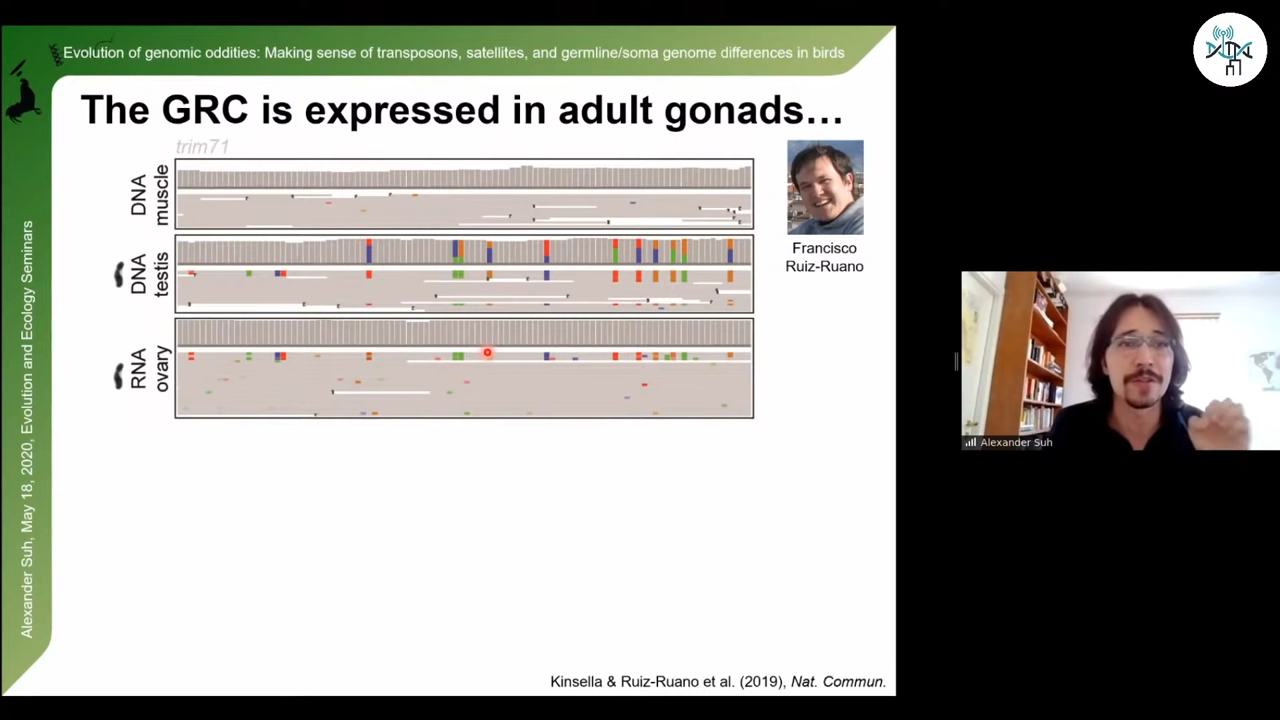 Evolution of genomic oddities: Making sense of transposons, satellites, and germline/soma genome differences in birds
The GRC is expressed in adult gonads…
trim71
DNA
muscle
DNA
testis
RNA
ovary
Francisco
Ruiz-Ruano
Alexander Suh, May 18, 2020, Evolution and Ecology Seminars
Kinsella & Ruiz-Ruano et al. (2019), Nat. Commun.
Alexander Suh